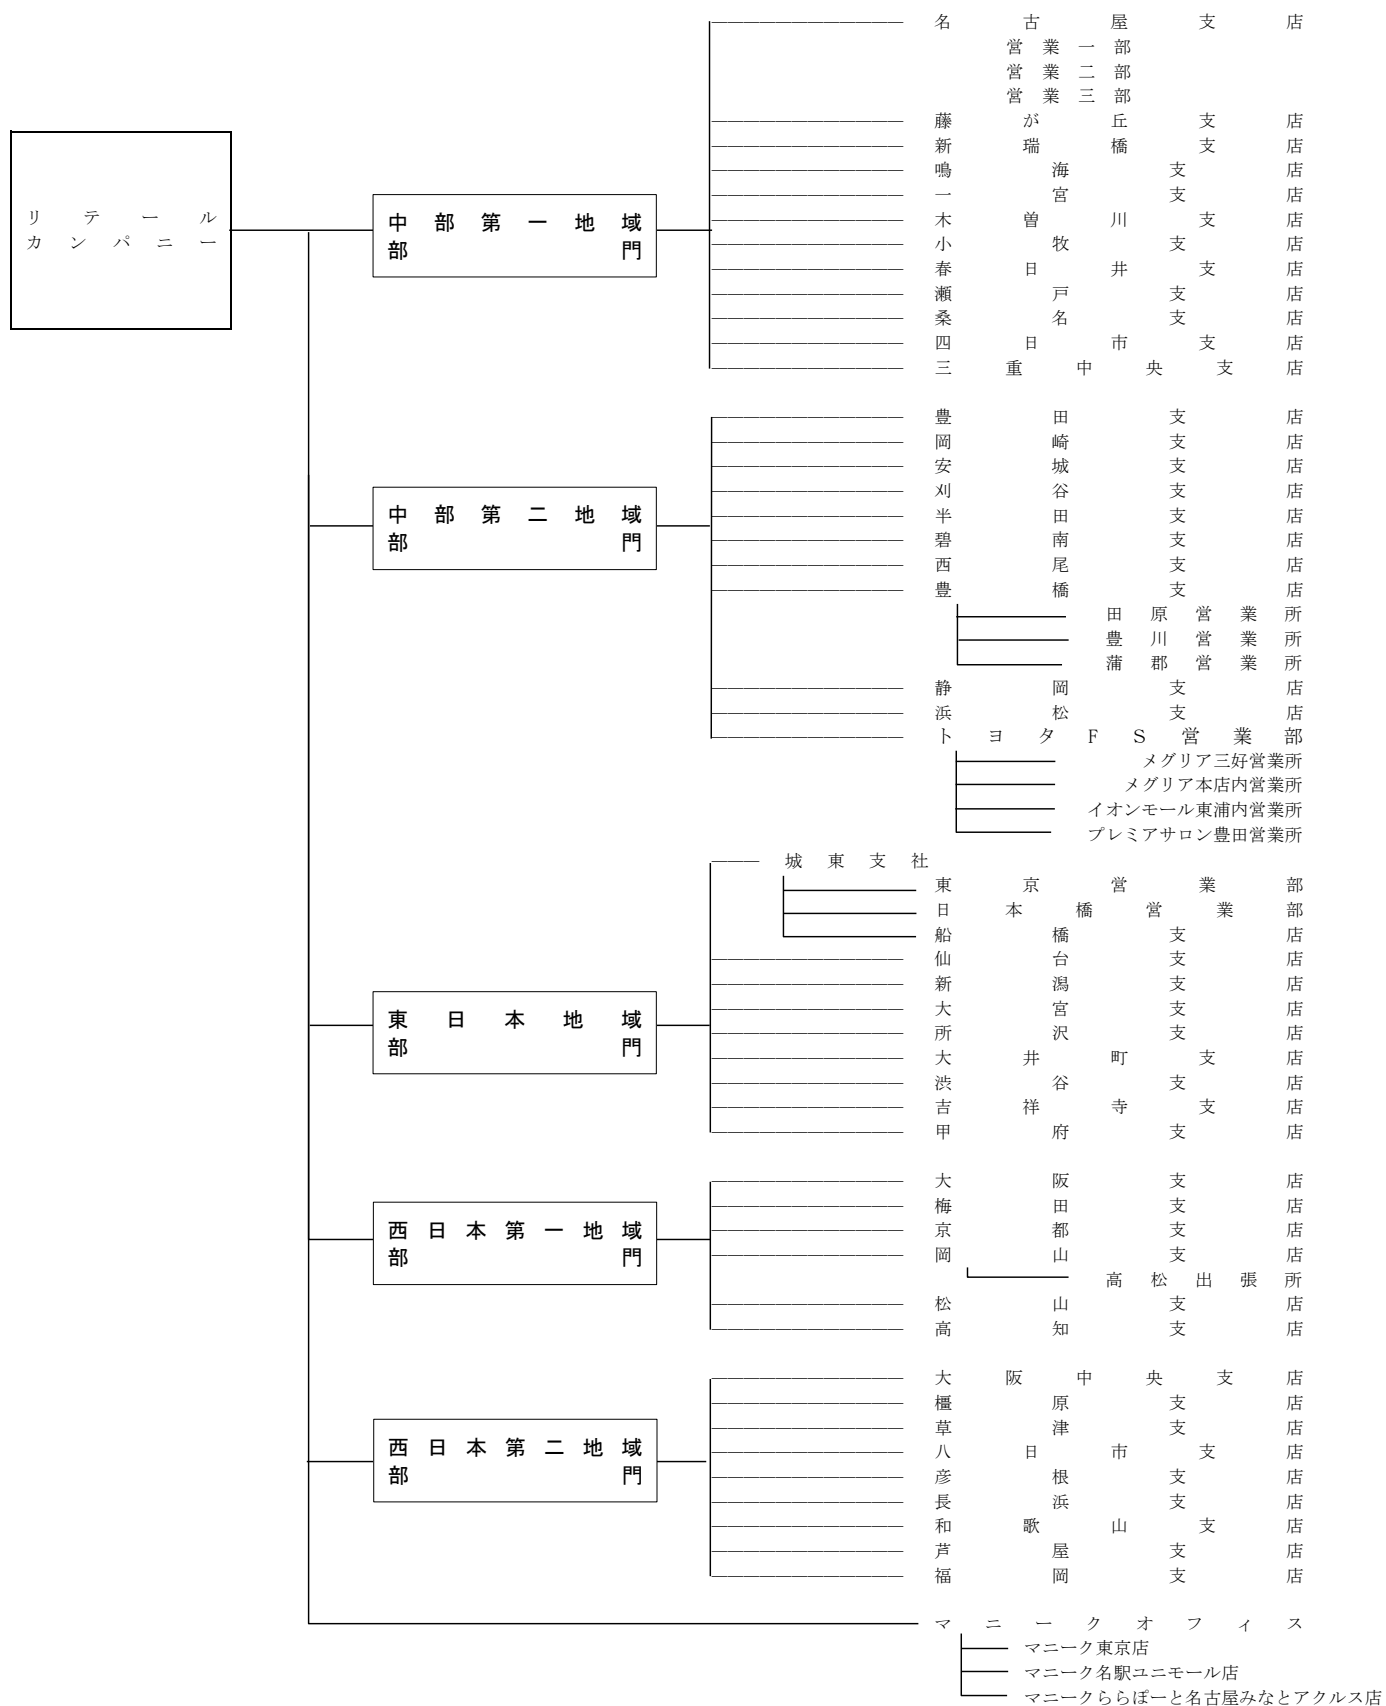 リテール
カンパニー
中部第一地域
部門
名古屋支店
営業一部
営業二部
営業三部
藤が丘支店
新瑞橋支店
鳴海支店
一宮支店
木曽川支店
小牧支店
春日井支店
瀬戸支店
桑名支店
四日市支店
三重中央支店
中部第二地域
部門
豊田支店
岡崎支店
安城支店
刈谷支店
半田支店
碧南支店
西尾支店
豊橋支店
田原営業所
豊川営業所
蒲郡営業所
静岡支店
浜松支店
トヨタFS営業部
メグリア三好営業所
メグリア本店内営業所
イオンモール東浦内営業所
プレミアサロン豊田営業所
東日本地域
部門
城東支社
東京営業部
日本橋営業部
船橋支店
仙台支店
新潟支店
大宮支店
所沢支店
大井町支店
渋谷支店
吉祥寺支店
甲府支店
西日本第一地域
部門
大阪支店
梅田支店
京都支店
岡山支店
高松出張所
松山支店
高知支店
西日本第二地域
部門
大阪中央支店
橿原支店
草津支店
八日市支店
彦根支店
長浜支店
和歌山支店
芦屋支店
福岡支店
マニークオフィス
マニーク東京店
マニーク名駅ユニモール店
マニークららぽーと名古屋みなとアクルス店